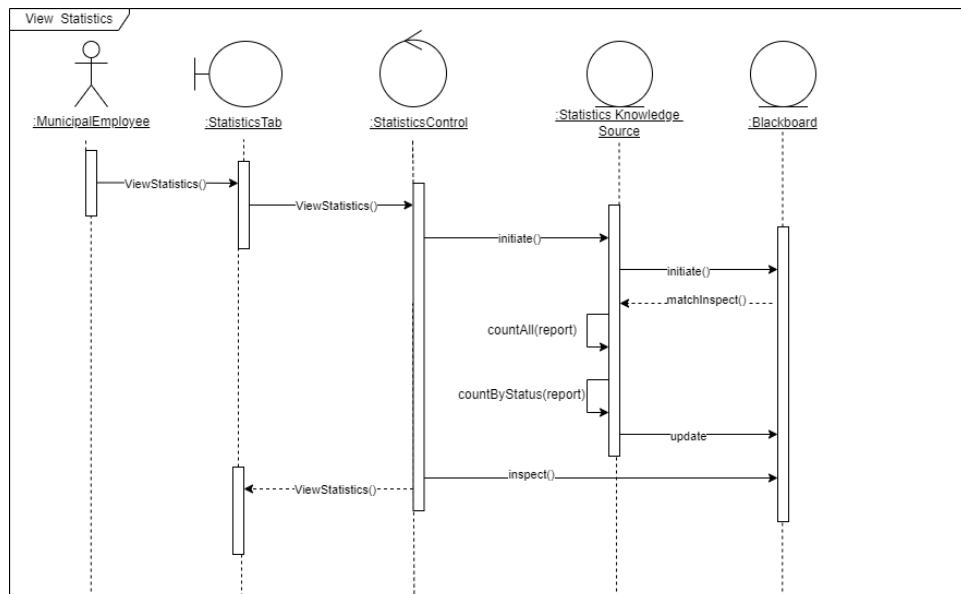 View Statistics
:MunicipalEmployee
:StatisticsTab
:StatisticsControl
:Statistics Knowledge
Source
:Blackboard
ViewStatistics()
ViewStatistics()
initiate()
initiate()
matchInspect()
countAll(report)
countByStatus(report)
update
inspect()
ViewStatistics()